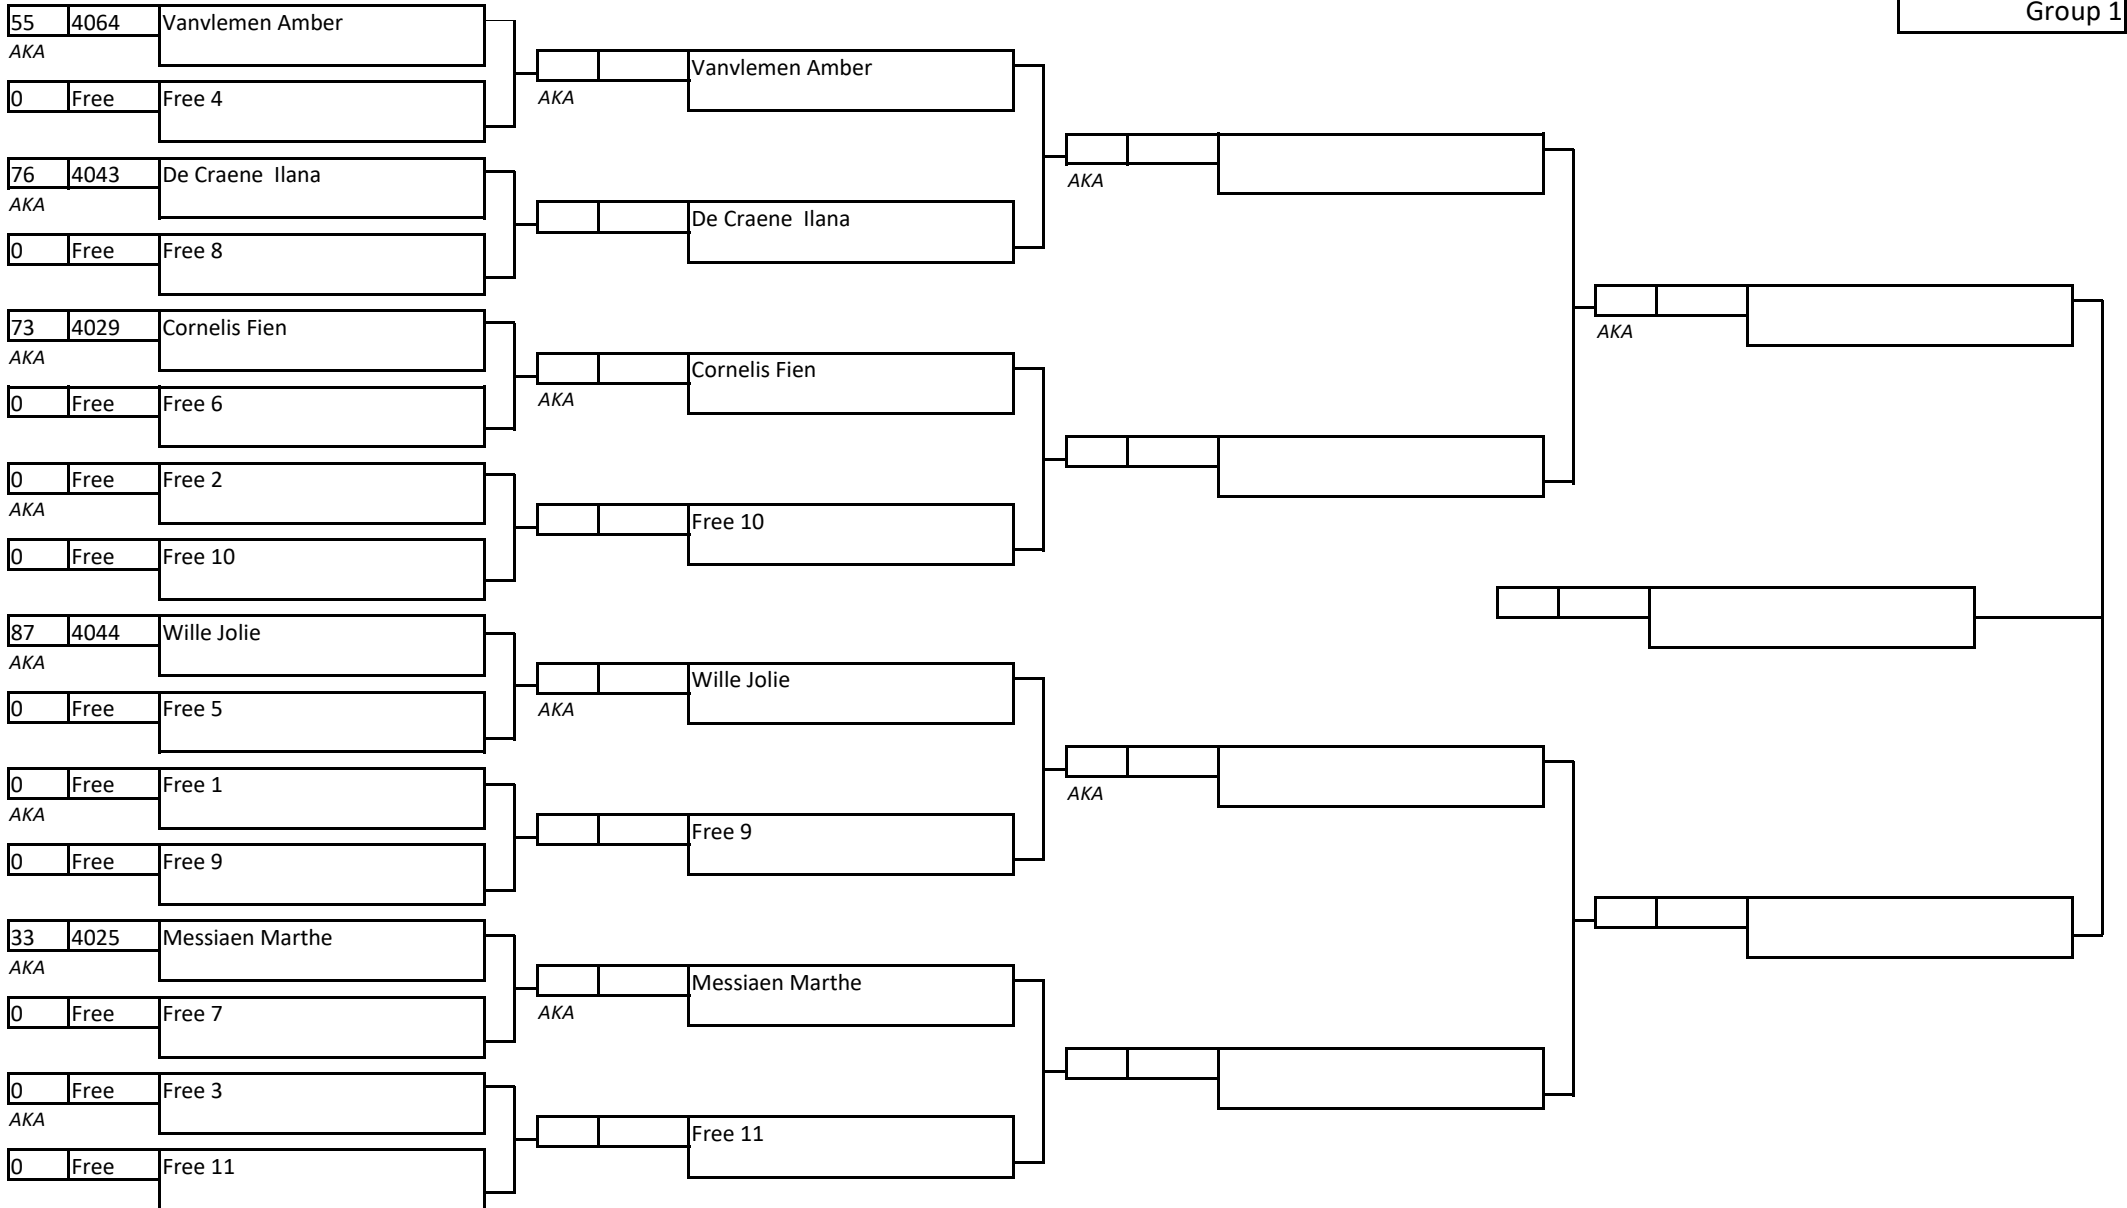 Group 1
55 4064 Vanvlemen Amber
AKA
0 Free Free 4
76 4043 De Craene  Ilana
AKA
0 Free Free 8
73 4029 Cornelis Fien
AKA
0 Free Free 6
0 Free Free 2
AKA
0 Free Free 10
87 4044 Wille Jolie
AKA
0 Free Free 5
0 Free Free 1
AKA
0 Free Free 9
33 4025 Messiaen Marthe
AKA
0 Free Free 7
0 Free Free 3
AKA
0 Free Free 11
Vanvlemen Amber
AKA
De Craene  Ilana
Cornelis Fien
AKA
Free 10
Wille Jolie
AKA
Free 9
Messiaen Marthe
AKA
Free 11
AKA
AKA
AKA